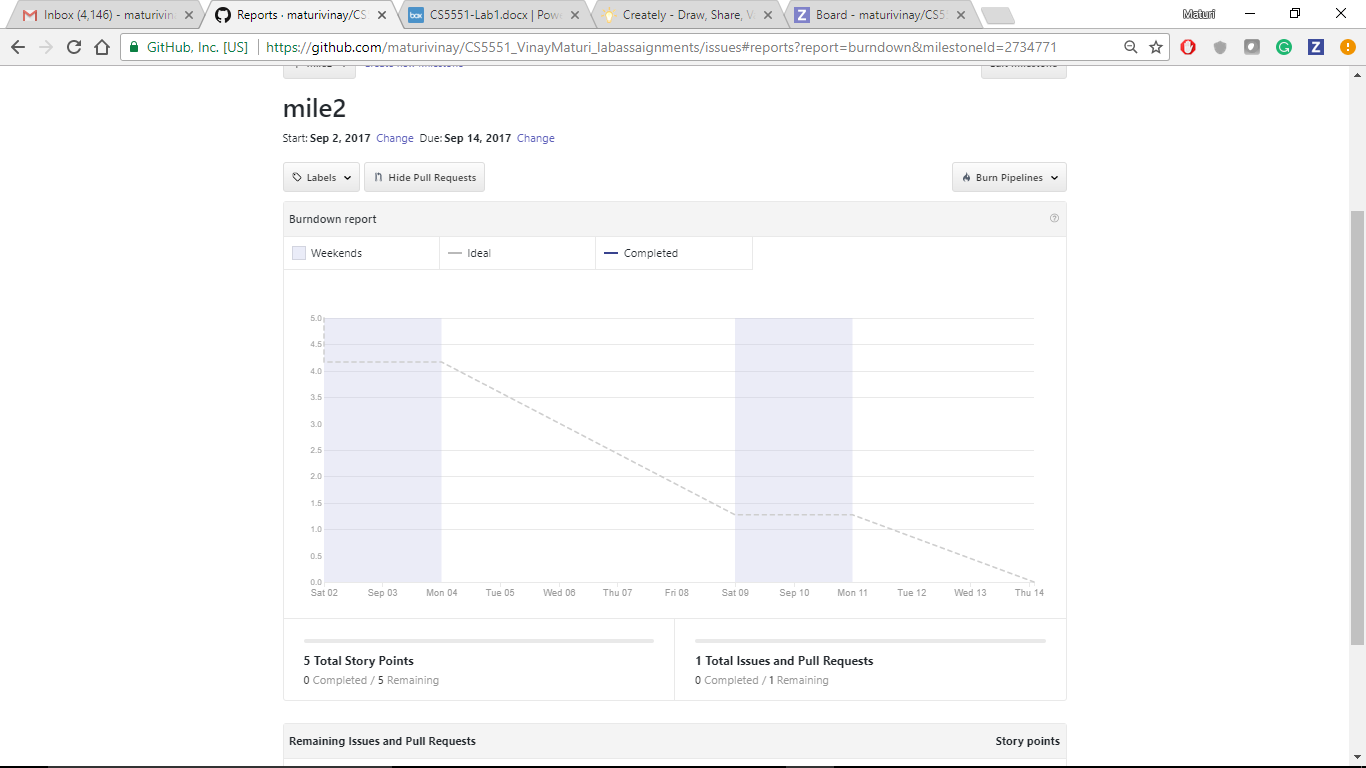 Inbox (4,146) - maturivin
Reports · maturivinay/CS
CS5551-Lab1.docx | Pow
Creately - Draw, Share, V
Board - maturivinay/CS5
Maturi
GitHub, Inc. [US]
https://github.com/maturivinay/CS5551_VinayMaturi_labassaignments/issues#reports?report=burndown&milestoneId=2734771
mile2
Start: Sep 2, 2017 Change Due: Sep 14, 2017 Change
Labels
Hide Pull Requests
Burn Pipelines
Burndown report
Weekends
Ideal
Completed
5.0
4.5
4.0
3.5
3.0
2.5
2.0
1.5
1.0
0.5
0.0
Sat 02 Sep 03 Mon 04 Tue 05 Wed 06 Thu 07 Fri 08 Sat 09 Sep 10 Mon 11 Tue 12 Wed 13 Thu 14
5 Total Story Points
0 Completed / 5 Remaining
1 Total Issues and Pull Requests
0 Completed / 1 Remaining
Remaining Issues and Pull Requests
Story points